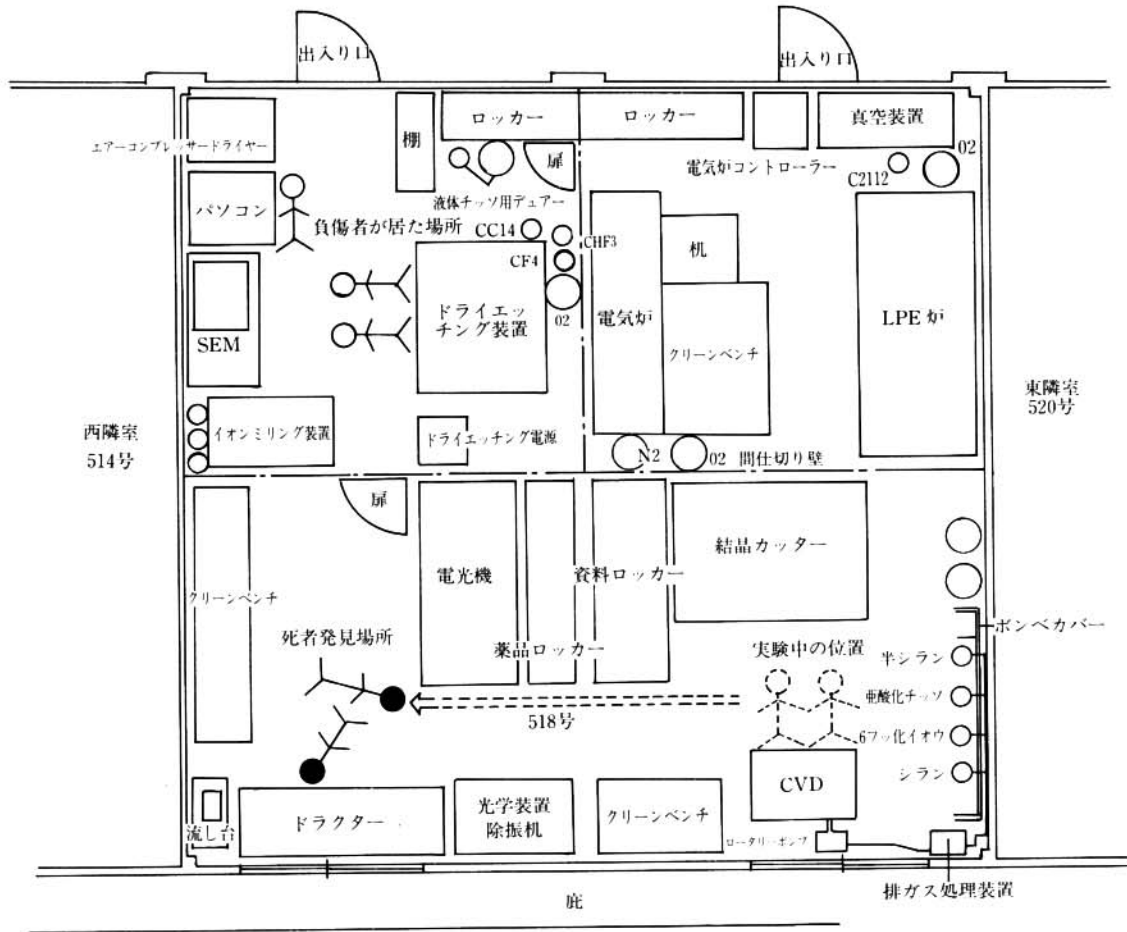 出入り口
出入り口
エアーコンプレッサードライヤー
棚
ロッカー
ロッカー
真空装置
扉
電気炉コントローラー
02
C2112
パソコン
液体チッソ用デュアー
負傷者が居た場所
CC14
CHF3
CF4
机
02
SEM
ドライエッ
チング装置
電気炉
クリーンベンチ
LPE 炉
東隣室
520号
西隣室
514号
イオンミリング装置
ドライエッチング電源
N2
02
間仕切り壁
扉
クリーンベンチ
電光機
資料ロッカー
結晶カッター
死者発見場所
薬品ロッカー
実験中の位置
ボンベカバー
半シラン
亜酸化チッソ
518号
6フッ化イオウ
シラン
CVD
流し台
ドラクター
光学装置
除振機
クリーンベンチ
ロータリーポンプ
排ガス処理装置
庇